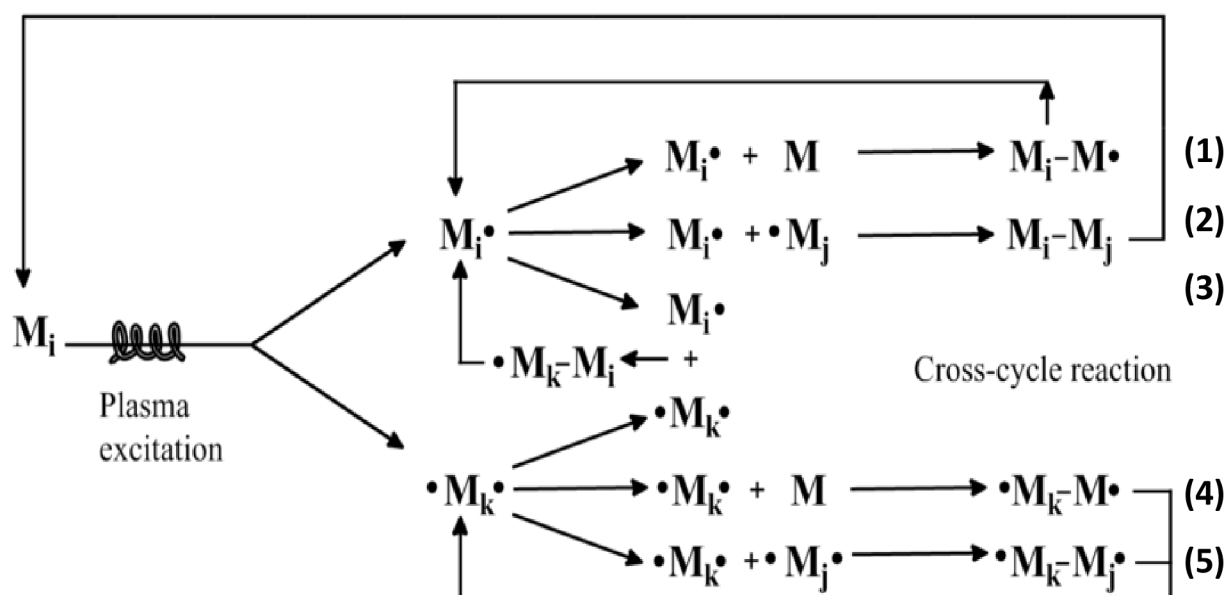 Mi• + M Mi–M• (1)
Mi• Mi• + •Mj Mi–Mj (2)
Mi• (3)
Mi
•Mk–Mi +
Cross-cycle reaction
Plasma
excitation
•Mk•
•Mk• •Mk• + M •Mk–M• (4)
•Mk• + •Mj• •Mk–Mj• (5)